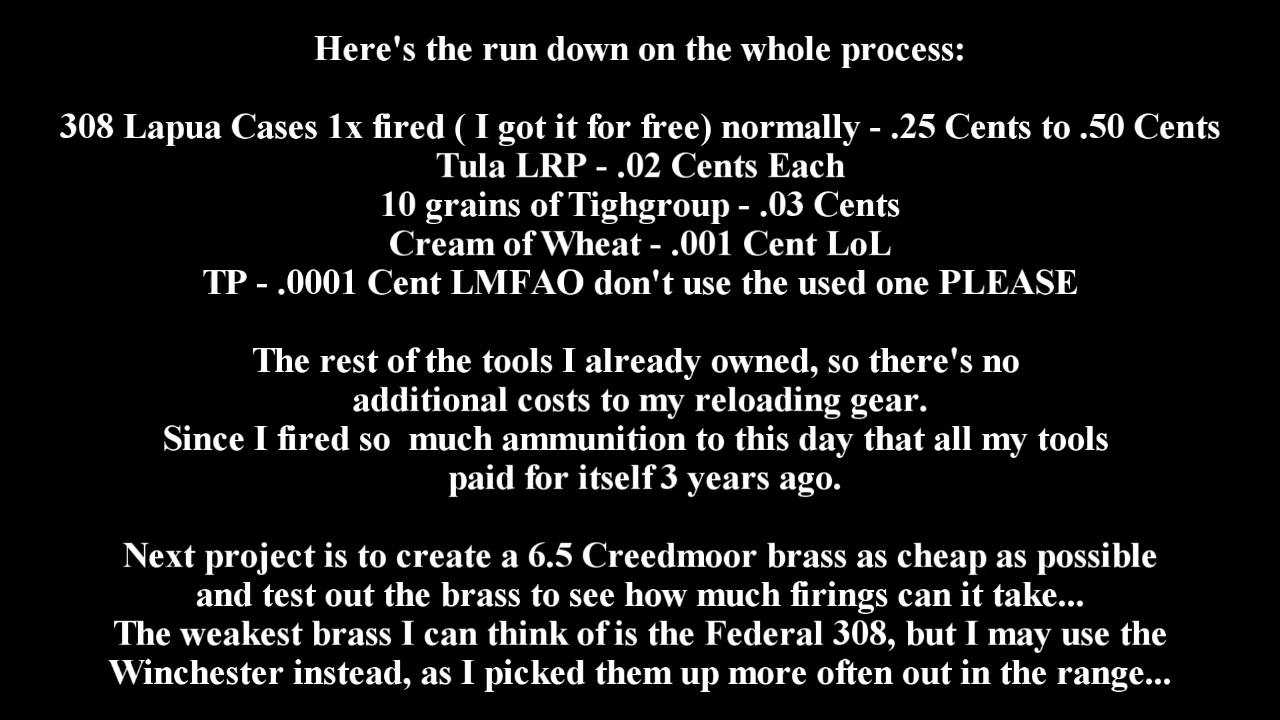 Here's the run down on the whole process:
308 Lapua Cases 1x fired ( I got it for free) normally - .25 Cents to .50 Cents
Tula LRP - .02 Cents Each
10 grains of Tighgroup - .03 Cents
Cream of Wheat - .001 Cent LoL
TP - .0001 Cent LMFAO don't use the used one PLEASE
The rest of the tools I already owned, so there's no
additional costs to my reloading gear.
Since I fired so  much ammunition to this day that all my tools
paid for itself 3 years ago.
Next project is to create a 6.5 Creedmoor brass as cheap as possible
and test out the brass to see how much firings can it take...
The weakest brass I can think of is the Federal 308, but I may use the
Winchester instead, as I picked them up more often out in the range...